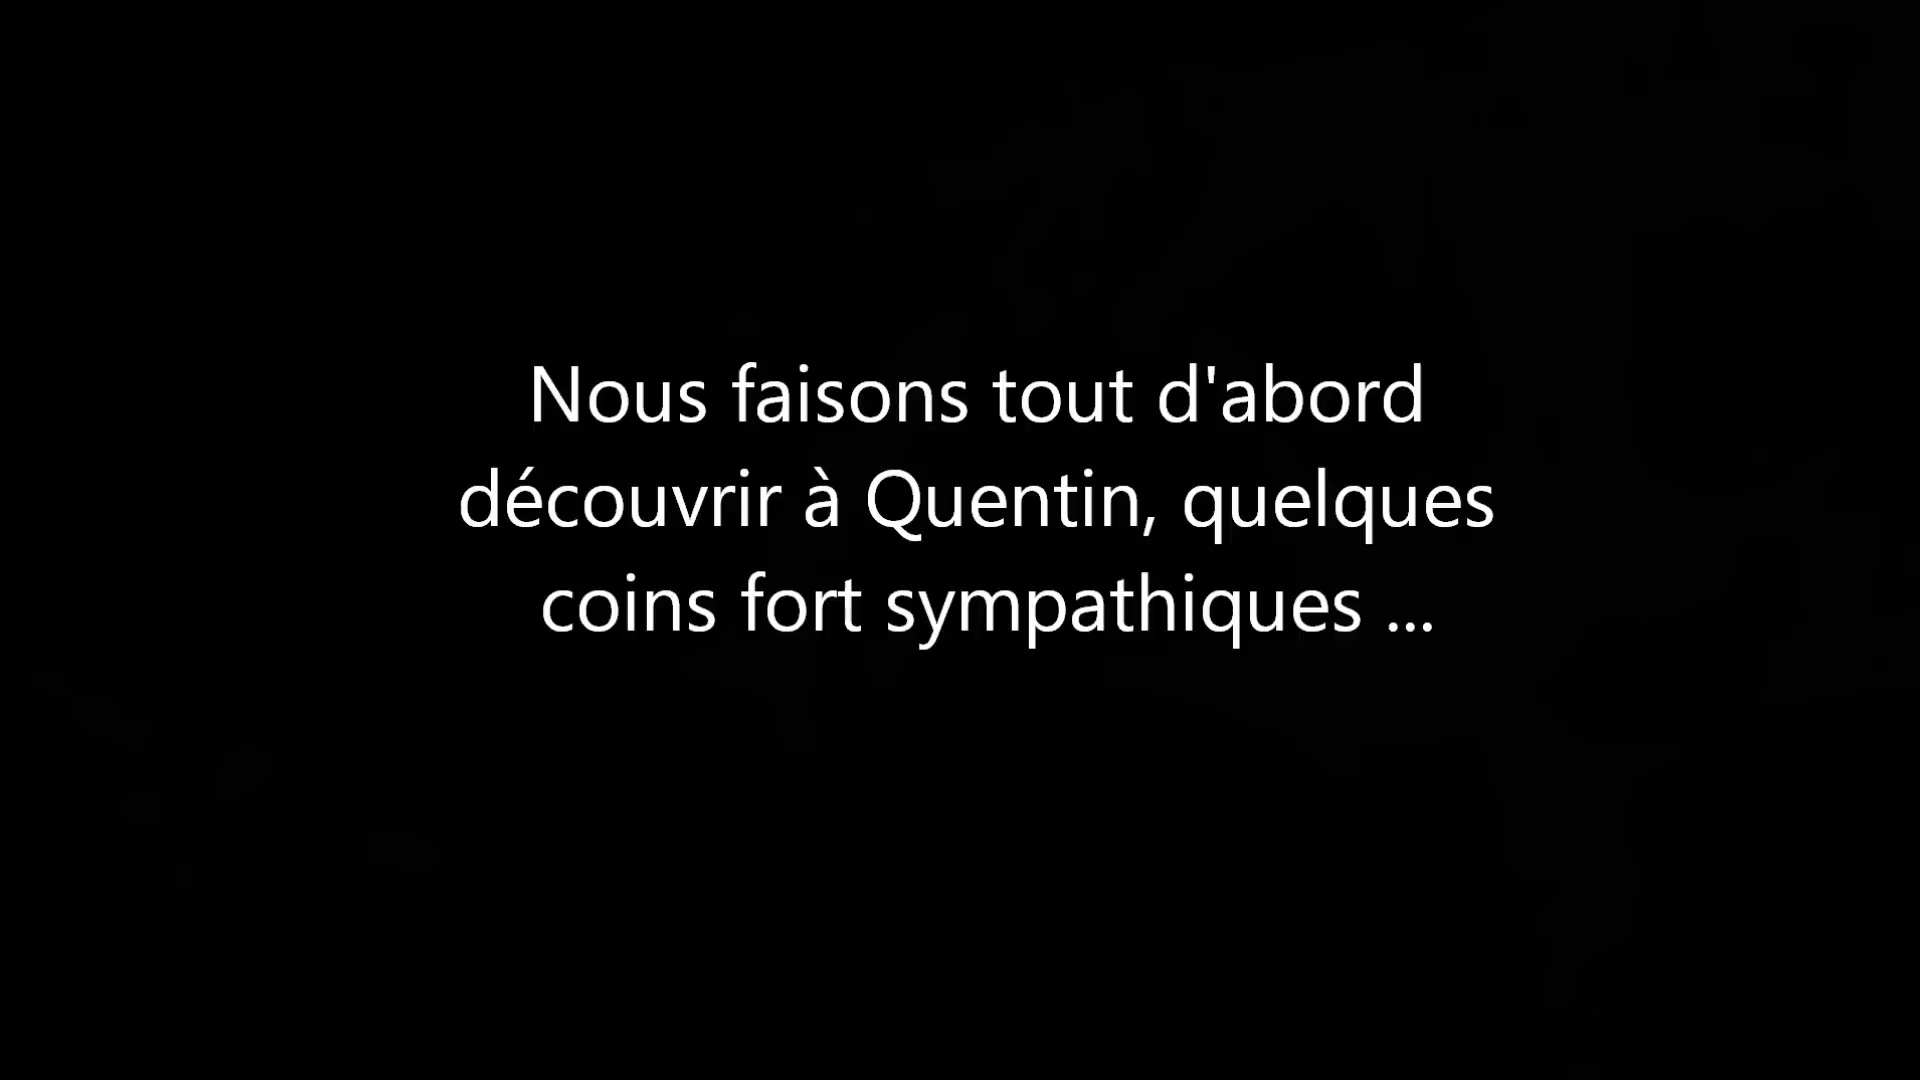 Nous faisons tout d'abord
découvrir à Quentin, quelques
coins fort sympathiques ...